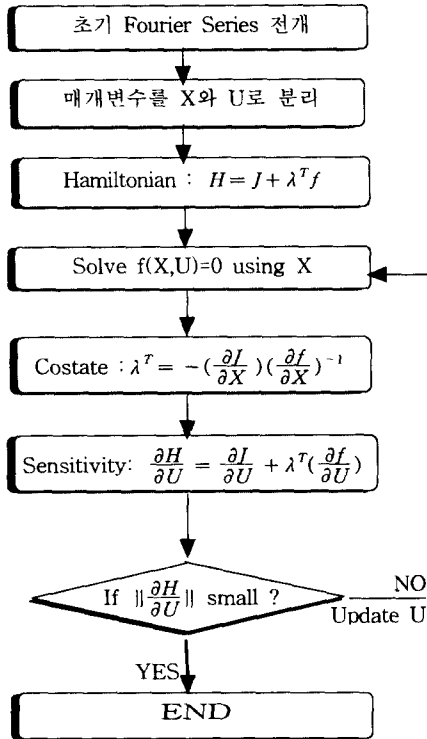 초기 Fourier Series 전개
매개변수를 X와 U로 분리
Hamiltonian : H = J + λ^T f
Solve f(X,U)=0 using X
Costate : λ^T = −(∂J/∂X)(∂f/∂X)^−1
Sensitivity: ∂H/∂U = ∂J/∂U + λ^T(∂f/∂U)
If ‖∂H/∂U‖ small ?
NO
Update U
YES
END